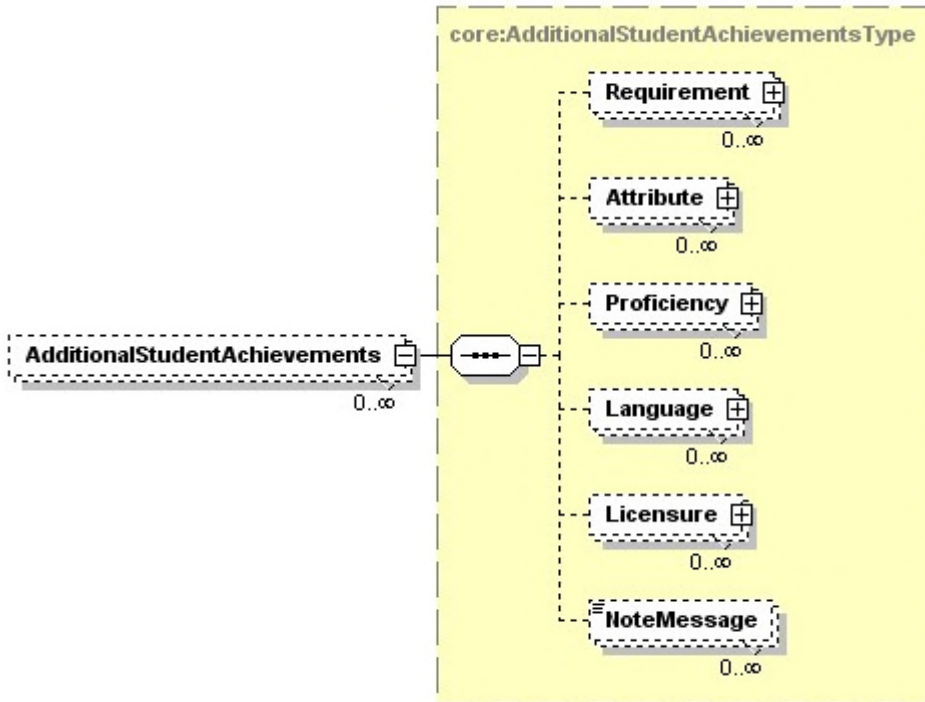 core:AdditionalStudentAchievementsType
Requirement
0..∞
Attribute
0..∞
Proficiency
0..∞
AdditionalStudentAchievements
0..∞
Language
0..∞
Licensure
0..∞
NoteMessage
0..∞